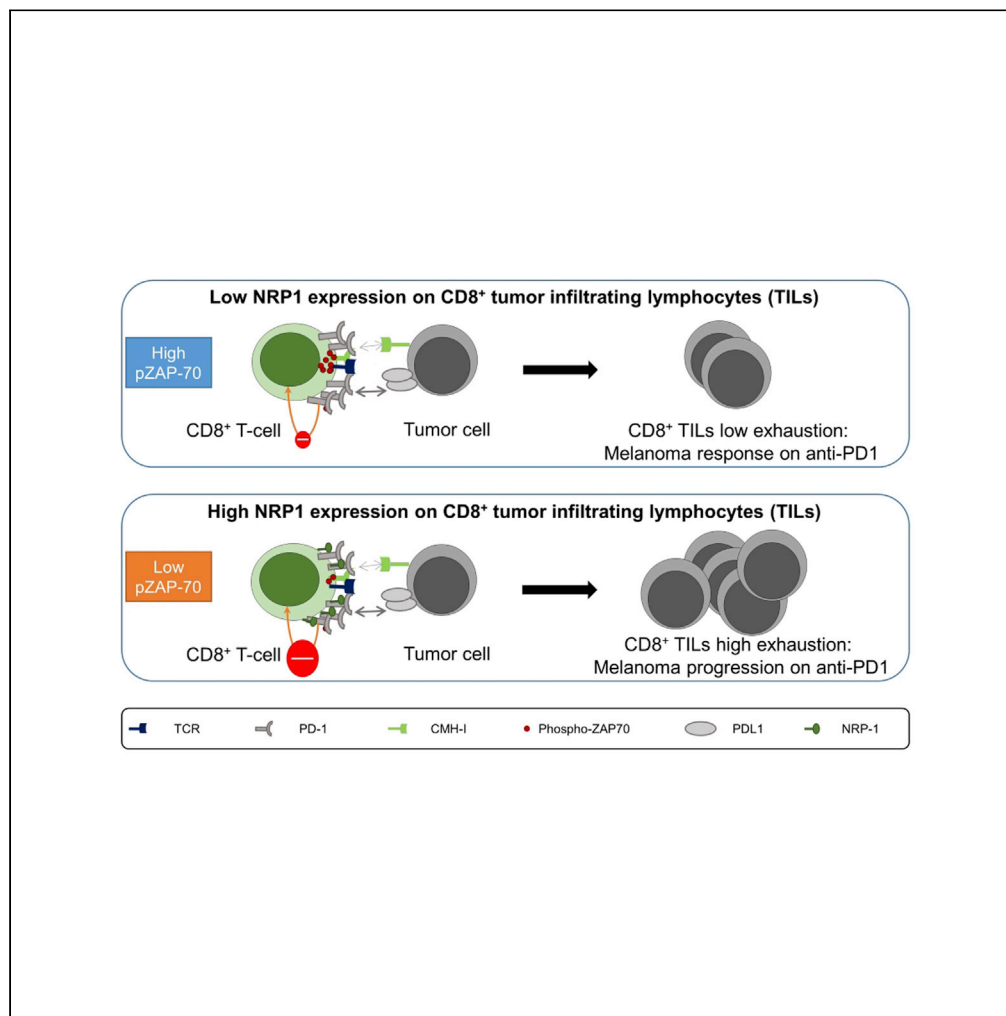 Low NRP1 expression on CD8⁺ tumor infiltrating lymphocytes (TILs)
High
pZAP-70
CD8⁺ T-cell
Tumor cell
CD8⁺ TILs low exhaustion:
Melanoma response on anti-PD1
High NRP1 expression on CD8⁺ tumor infiltrating lymphocytes (TILs)
Low
pZAP-70
CD8⁺ T-cell
Tumor cell
CD8⁺ TILs high exhaustion:
Melanoma progression on anti-PD1
TCR PD-1 CMH-I Phospho-ZAP70 PDL1 NRP-1